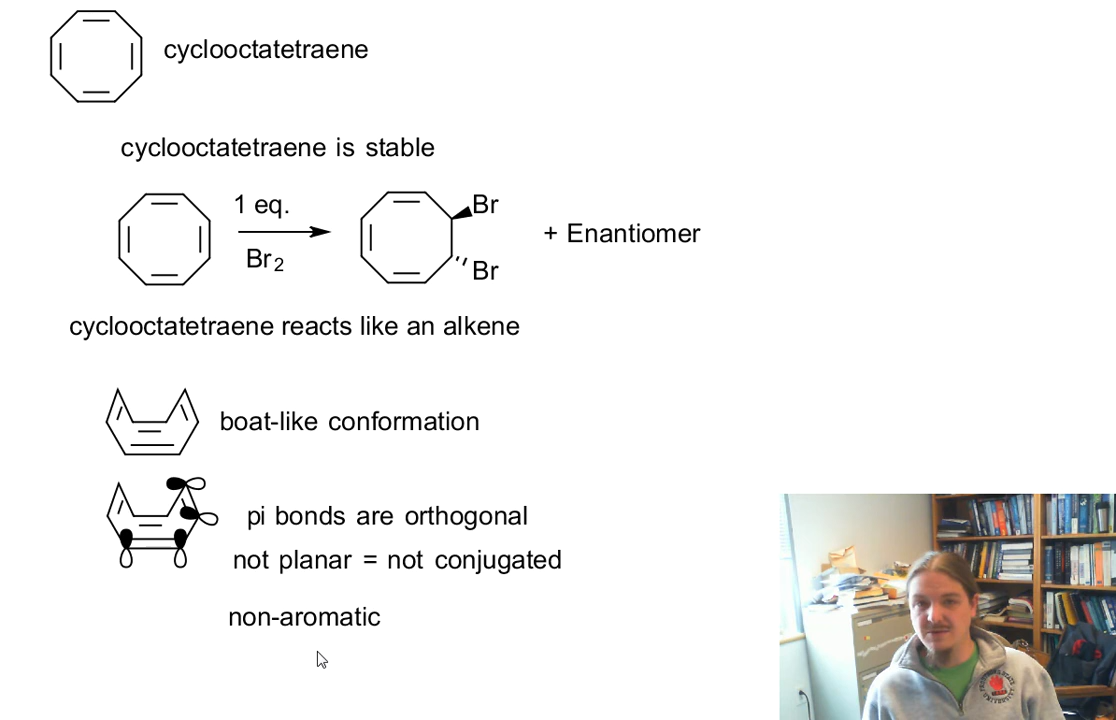 cyclooctatetraene
cyclooctatetraene is stable
1 eq.
Br2
Br
Br
+ Enantiomer
cyclooctatetraene reacts like an alkene
boat-like conformation
pi bonds are orthogonal
not planar = not conjugated
non-aromatic